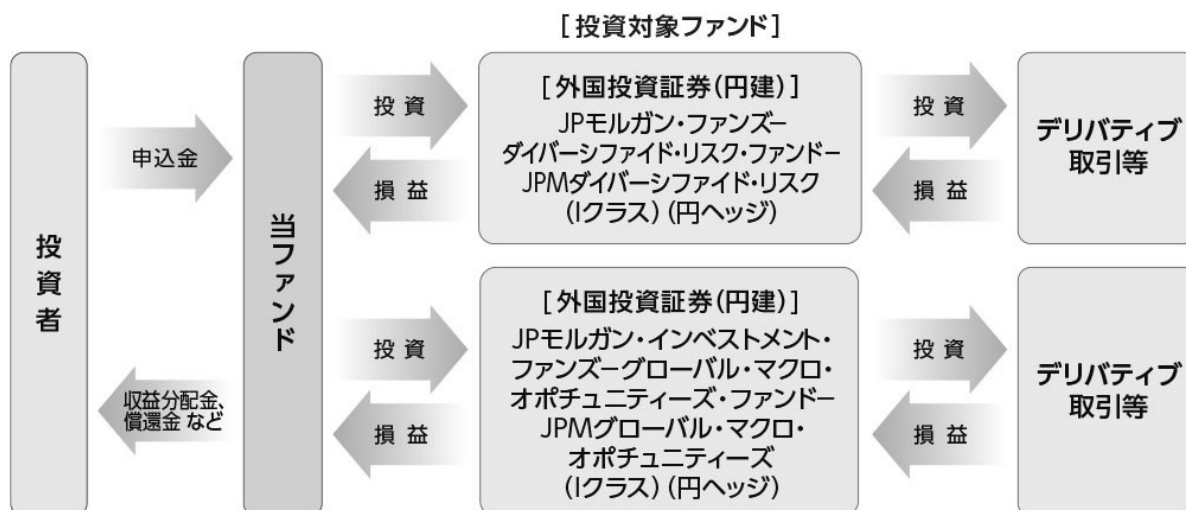 [投資対象ファンド]
投資者
申込金
収益分配金、
償還金 など
当ファンド
投資
損益
[外国投資証券(円建)]
JPモルガン・ファンズー
ダイバーシファイド・リスク・ファンドー
JPMダイバーシファイド・リスク
(Iクラス)(円ヘッジ)
投資
損益
デリバティブ
取引等
投資
損益
[外国投資証券(円建)]
JPモルガン・インベストメント・
ファンズーグローバル・マクロ・
オポチュニティーズ・ファンドー
JPMグローバル・マクロ・
オポチュニティーズ
(Iクラス)(円ヘッジ)
投資
損益
デリバティブ
取引等